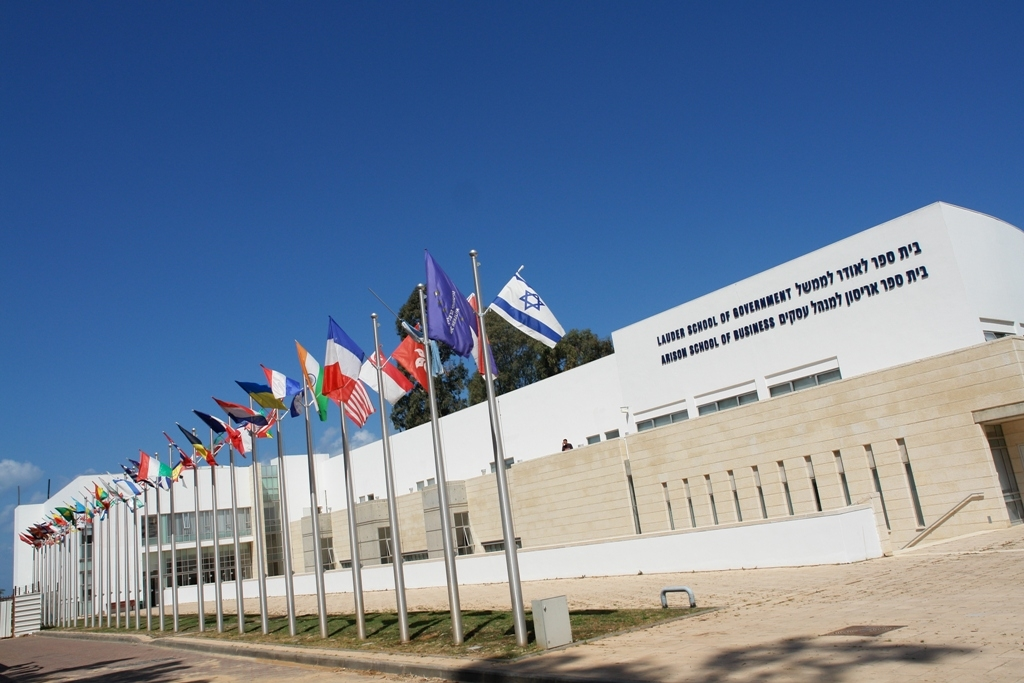 LAUDER SCHOOL OF GOVERNMENT בית ספר לאודר לממשל
ARISON SCHOOL OF BUSINESS בית ספר אריסון למנהל עסקים